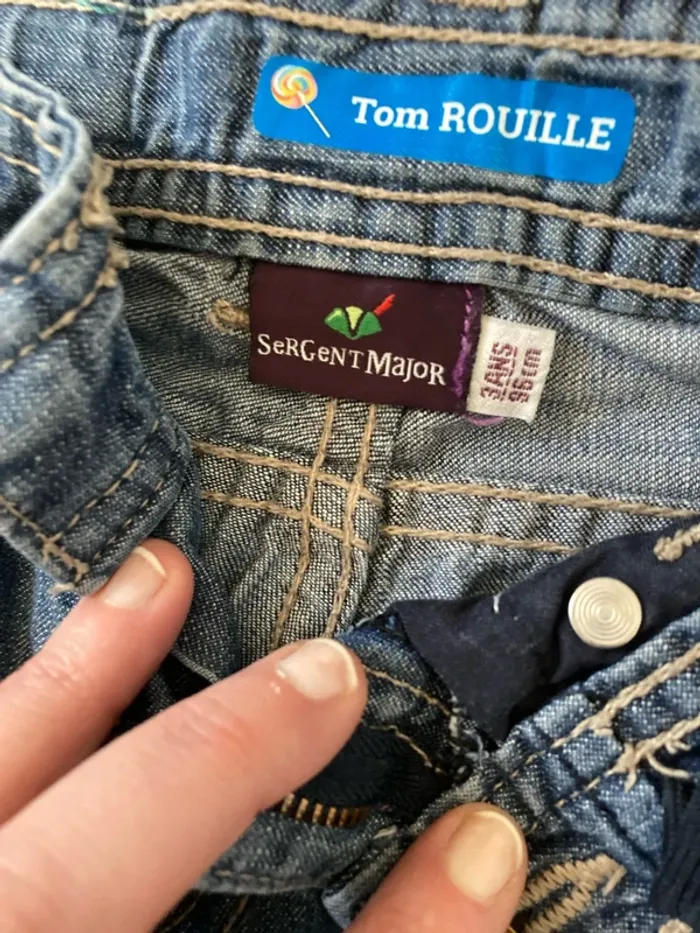 Tom ROUILLE
SeRGeNT MaJoR
3ANS
96cm